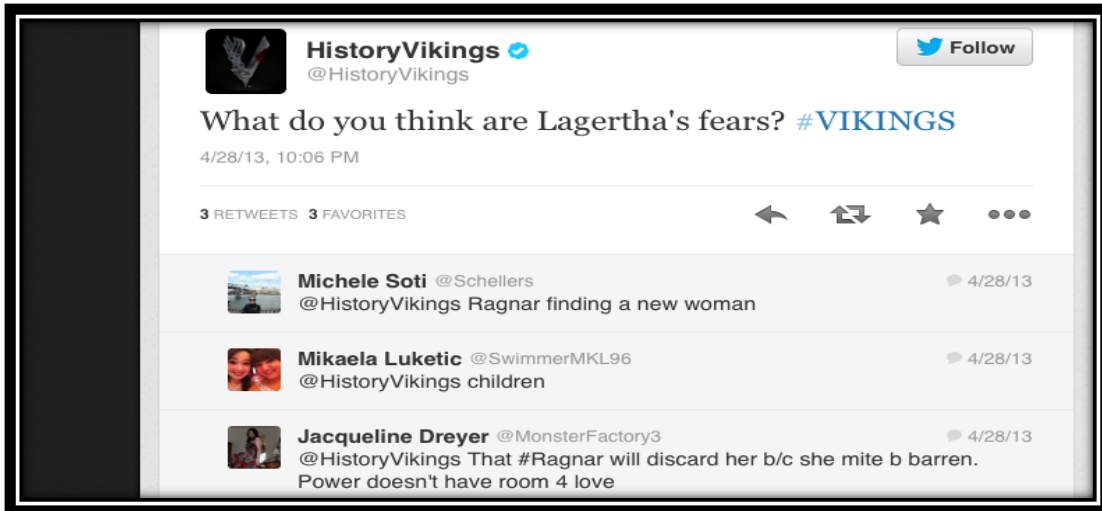 HistoryVikings
@HistoryVikings
Follow
What do you think are Lagertha's fears? #VIKINGS
4/28/13, 10:06 PM
3 RETWEETS 3 FAVORITES
Michele Soti @Schellers 4/28/13
@HistoryVikings Ragnar finding a new woman
Mikaela Luketic @SwimmerMKL96 4/28/13
@HistoryVikings children
Jacqueline Dreyer @MonsterFactory3 4/28/13
@HistoryVikings That #Ragnar will discard her b/c she mite b barren.
Power doesn't have room 4 love